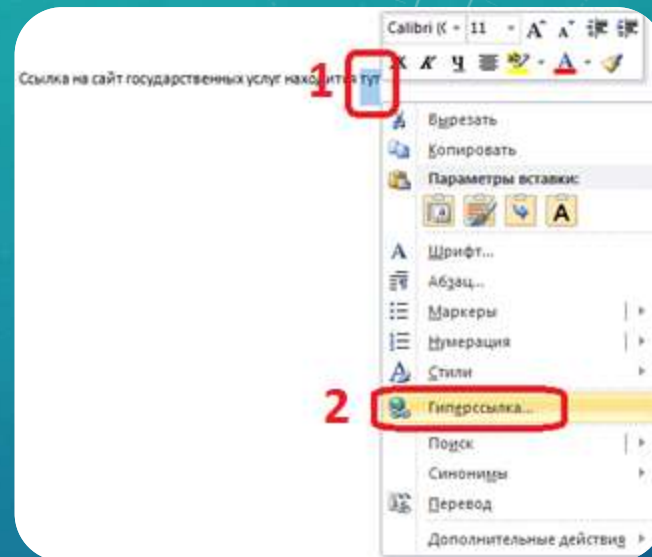 Calibri (С 11 A A
1 Ж К Ч A
Ссылка на сайт государственных услуг находится тут
Вырезать
Копировать
Параметры вставки:
a A
A Шрифт...
Абзац...
Маркеры
Нумерация
A Стили
2 Гиперссылка...
Поиск
Синонимы
Перевод
Дополнительные действия